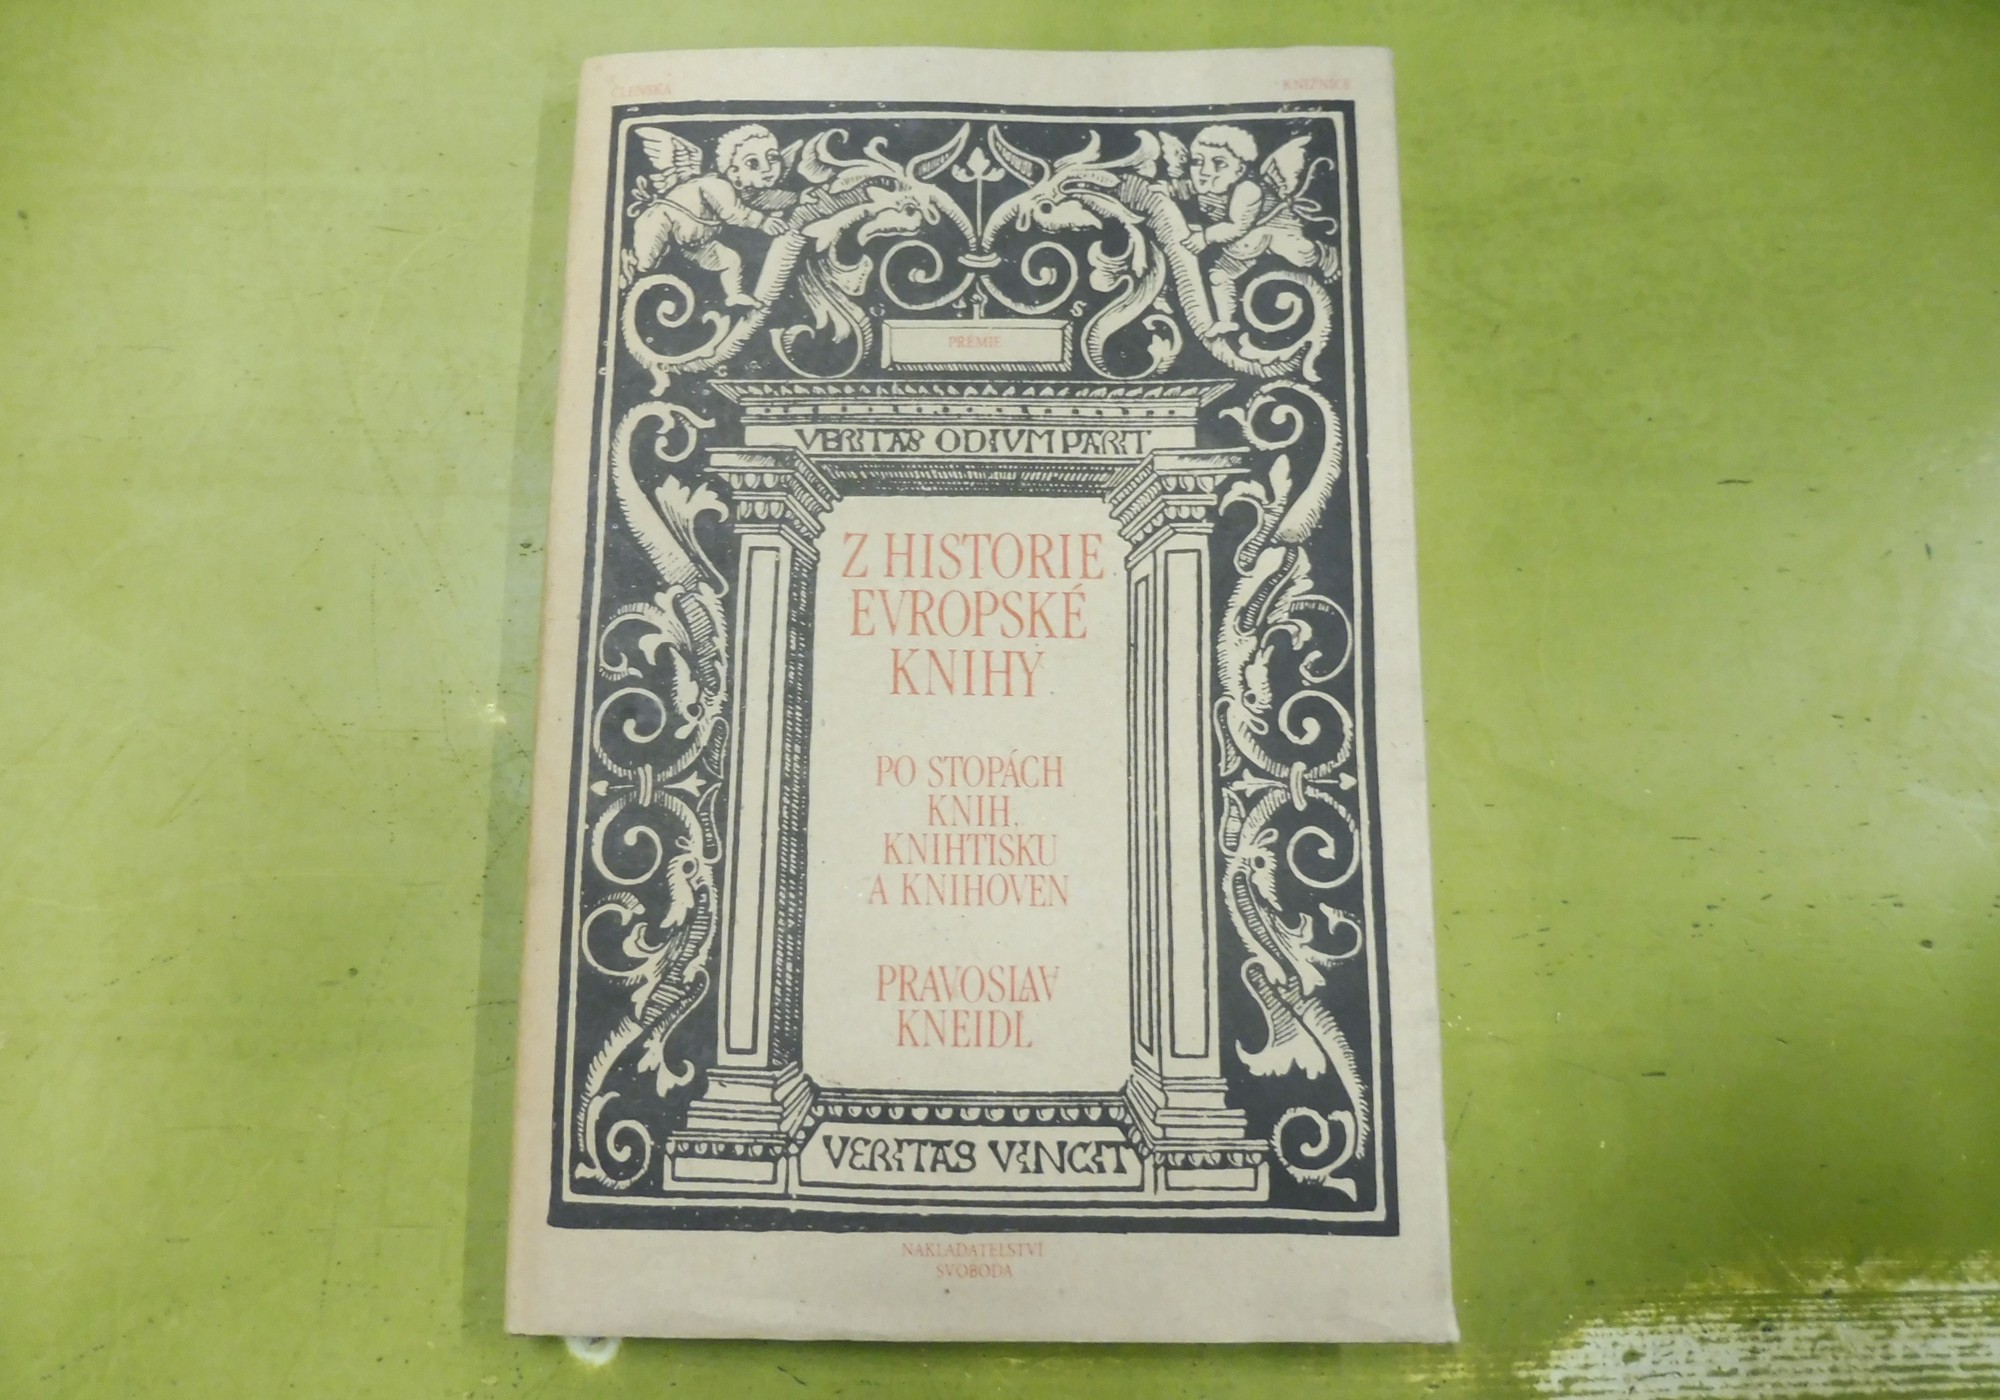 ČLENSKÁ KNIŽNICE
PRÉMIE
VERITAS ODIVM PARIT
Z HISTORIE
EVROPSKÉ
KNIHY
PO STOPÁCH
KNIH,
KNIHTISKU
A KNIHOVEN
PRAVOSLAV
KNEIDL
VERITAS VINCIT
NAKLADATELSTVÍ
SVOBODA